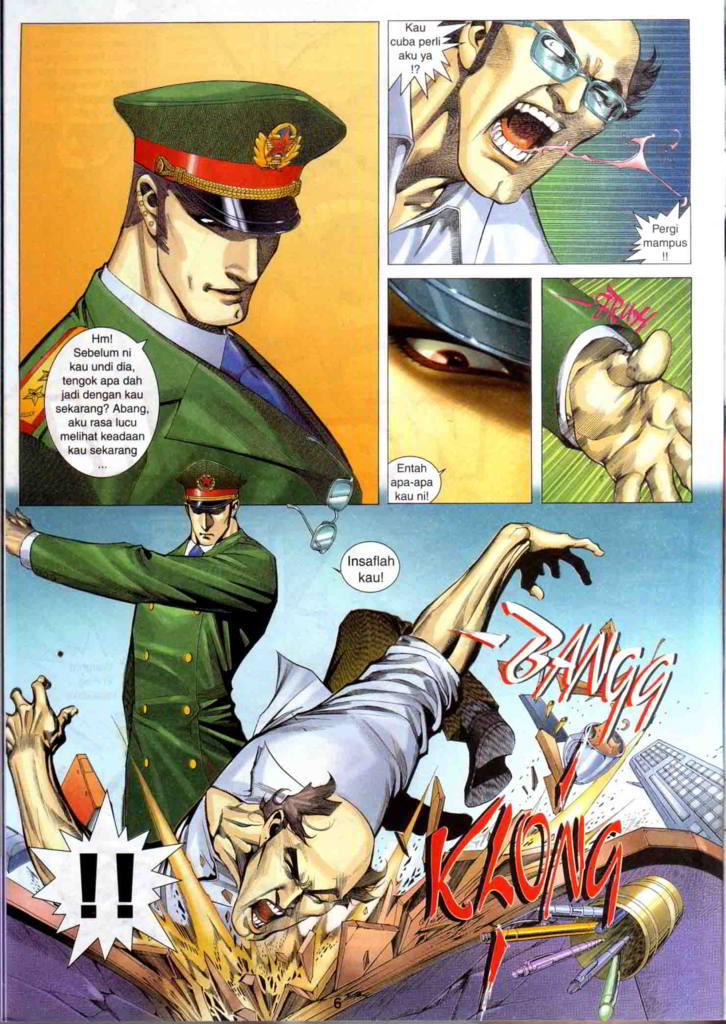 Hm!
Sebelum ni
kau undi dia,
tengok apa dah
jadi dengan kau
sekarang? Abang,
aku rasa lucu
melihat keadaan
kau sekarang
...
Kau
cuba perli
aku ya
!?
Pergi
mampus
!!
Entah
apa-apa
kau ni!
Insaflah
kau!
BANGG
KLONG
!!
6